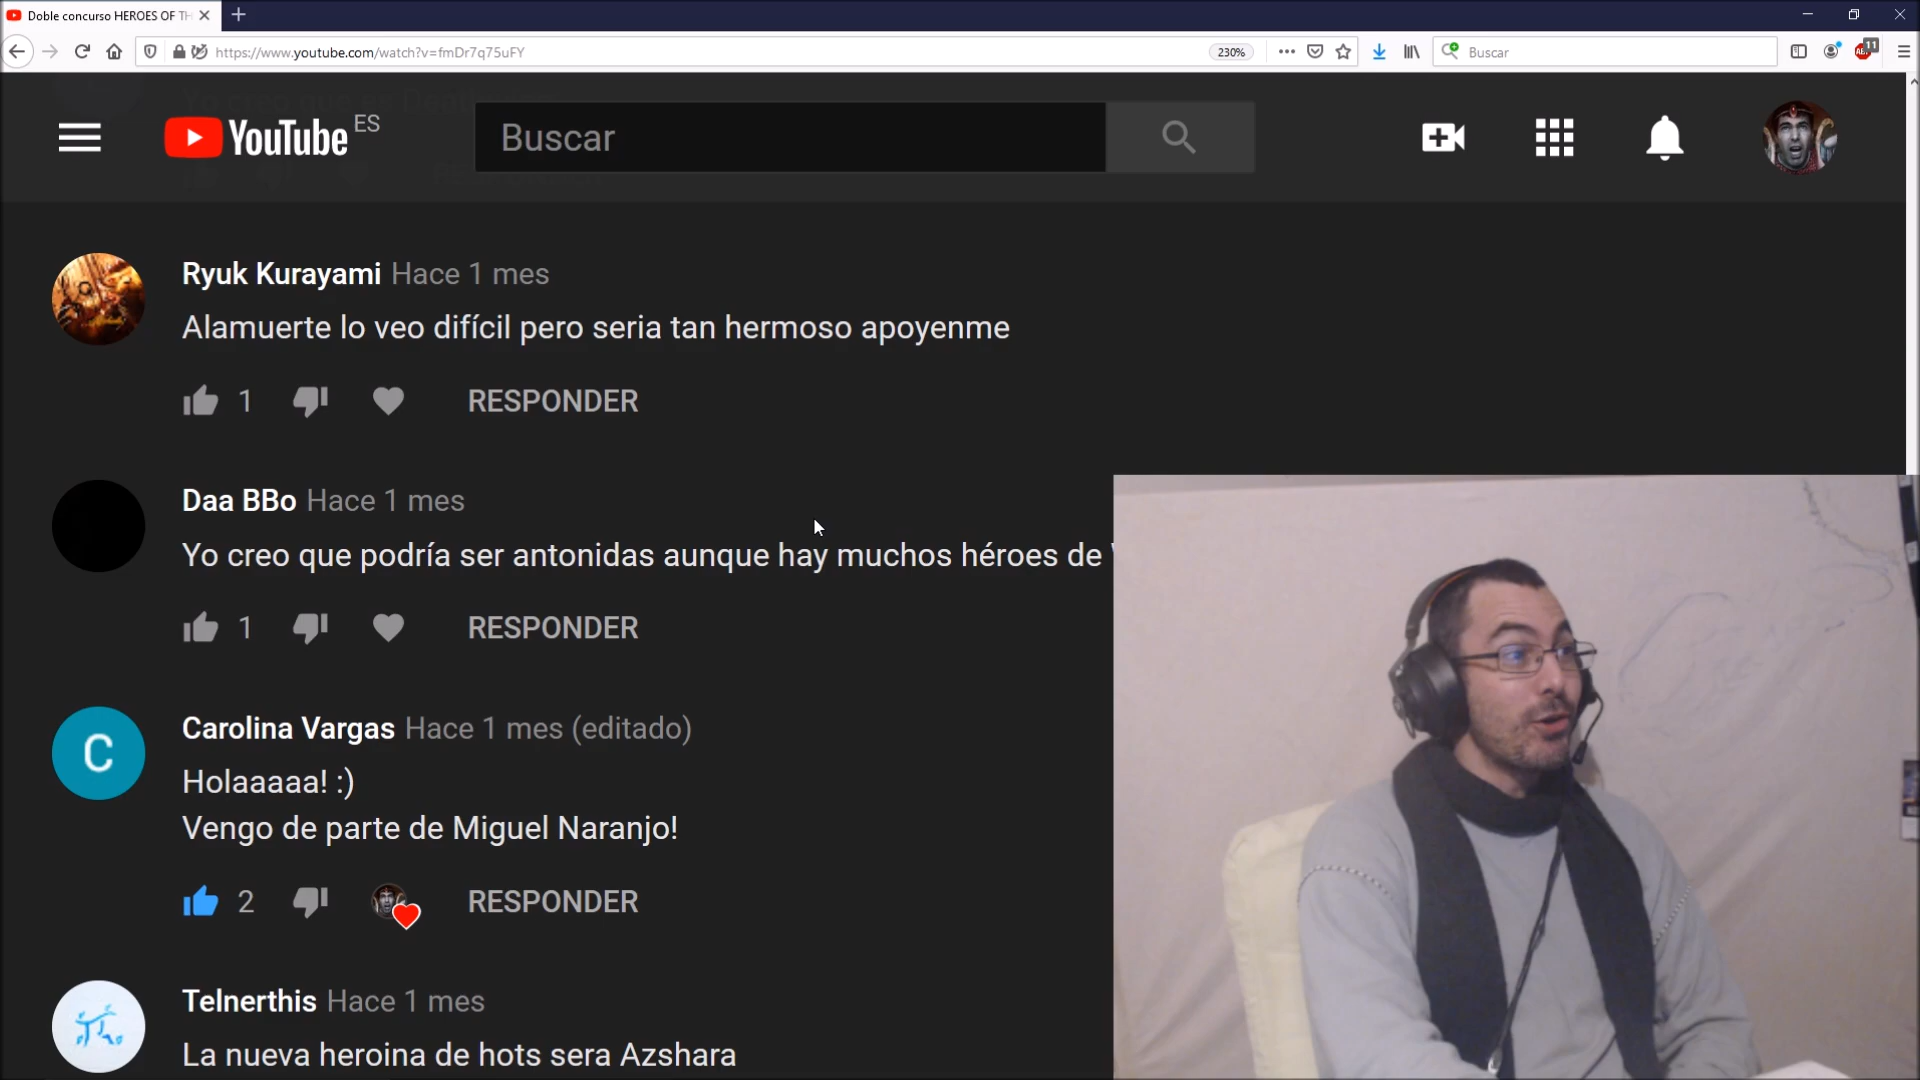 Doble concurso HEROES OF TH
https://www.youtube.com/watch?v=fmDr7q75uFY
230%
Buscar
11
YouTube ES
Buscar
Ryuk Kurayami Hace 1 mes
Alamuerte lo veo difícil pero seria tan hermoso apoyenme
1 RESPONDER
Daa BBo Hace 1 mes
Yo creo que podría ser antonidas aunque hay muchos héroes de
1 RESPONDER
C
Carolina Vargas Hace 1 mes (editado)
Holaaaaa! :)
Vengo de parte de Miguel Naranjo!
2 RESPONDER
Telnerthis Hace 1 mes
La nueva heroina de hots sera Azshara